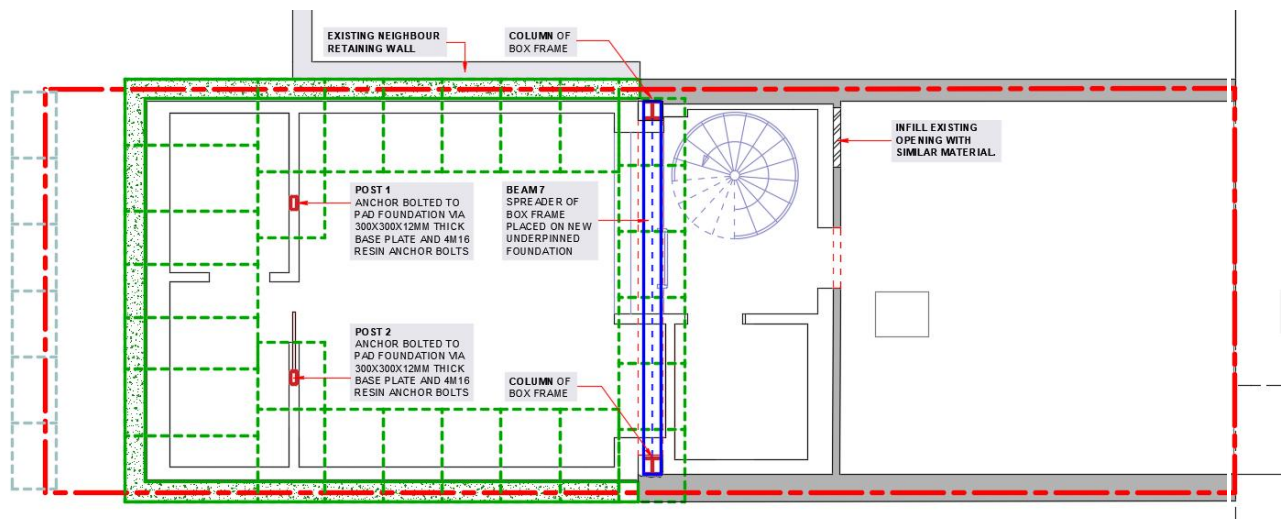 EXISTING NEIGHBOUR
RETAINING WALL
COLUMN OF
BOX FRAME
INFILL EXISTING
OPENING WITH
SIMILAR MATERIAL.
POST 1
ANCHOR BOLTED TO
PAD FOUNDATION VIA
300X300X12MM THICK
BASE PLATE AND 4M16
RESIN ANCHOR BOLTS
BEAM 7
SPREADER OF
BOX FRAME
PLACED ON NEW
UNDERPINNED
FOUNDATION
POST 2
ANCHOR BOLTED TO
PAD FOUNDATION VIA
300X300X12MM THICK
BASE PLATE AND 4M16
RESIN ANCHOR BOLTS
COLUMN OF
BOX FRAME